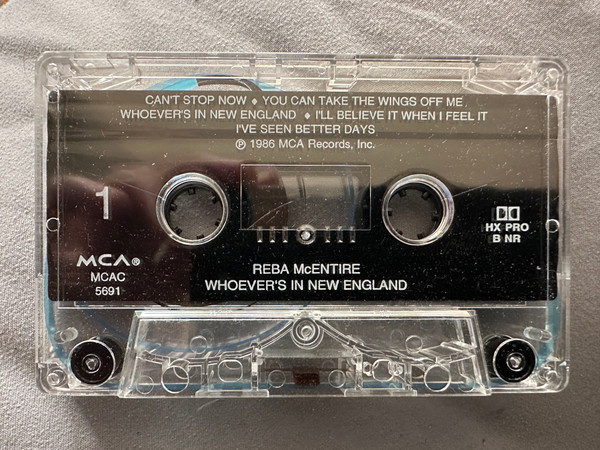 CAN'T STOP NOW ♦ YOU CAN TAKE THE WINGS OFF ME
WHOEVER'S IN NEW ENGLAND ♦ I'LL BELIEVE IT WHEN I FEEL IT
I'VE SEEN BETTER DAYS
℗ 1986 MCA Records, Inc.
1
MCA®
MCAC
5691
HX PRO
B NR
REBA McENTIRE
WHOEVER'S IN NEW ENGLAND